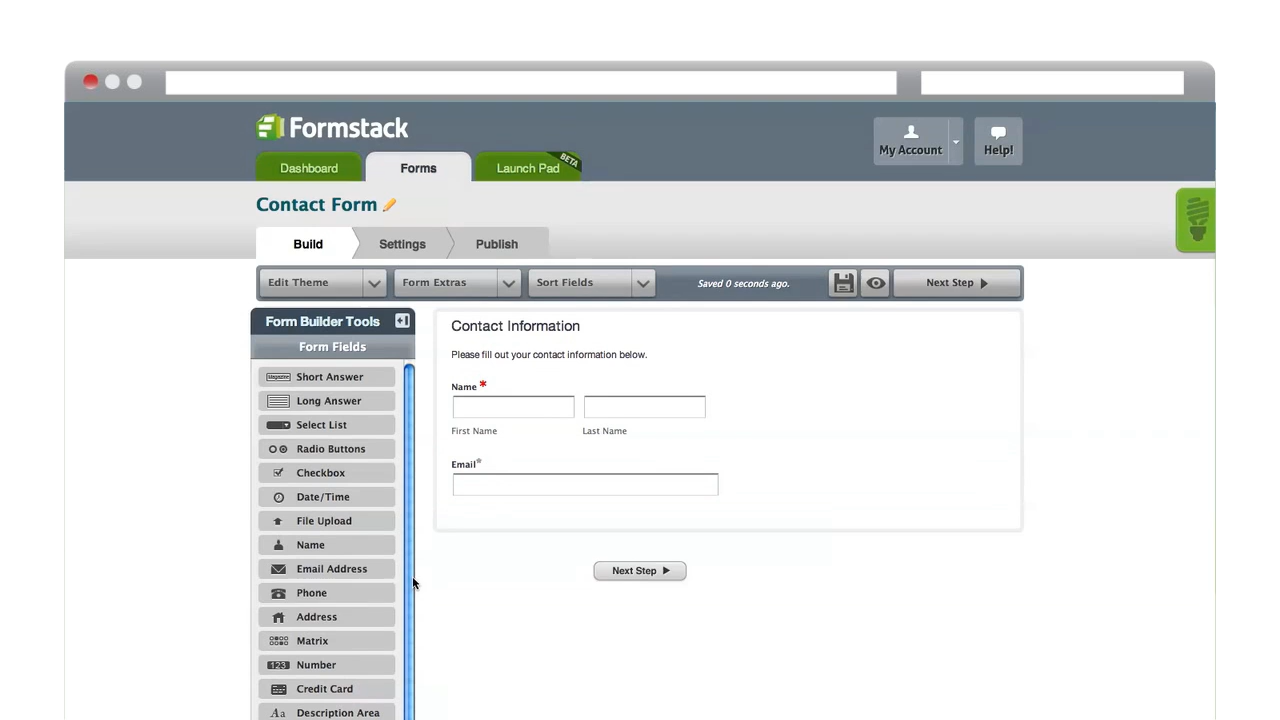 Formstack
My Account
Help!
Dashboard
Forms
Launch Pad
BETA
Contact Form
Build
Settings
Publish
Edit Theme
Form Extras
Sort Fields
Saved 0 seconds ago.
Next Step
Form Builder Tools
Form Fields
Magazine
Short Answer
Long Answer
Select List
Radio Buttons
Checkbox
Date/Time
File Upload
Name
Email Address
Phone
Address
Matrix
123 Number
Credit Card
Aa Description Area
Contact Information
Please fill out your contact information below.
Name *
First Name
Last Name
Email*
Next Step